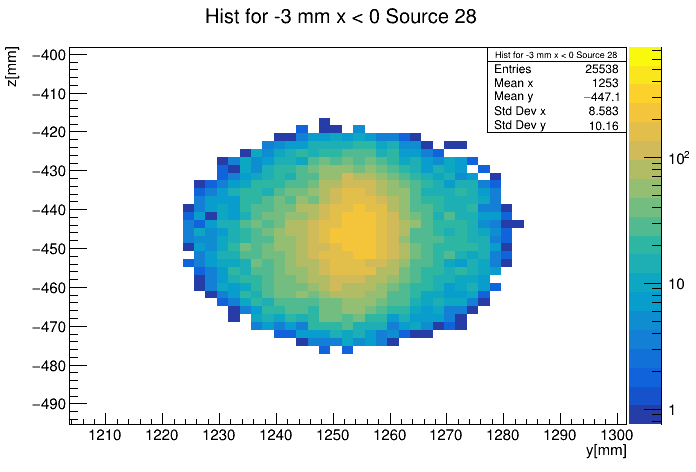 Hist for -3 mm x < 0 Source 28
z[mm]
Hist for -3 mm x < 0 Source 28
Entries 25538
Mean x 1253
Mean y −447.1
Std Dev x 8.583
Std Dev y 10.16
−400
−410
−420
−430
−440
−450
−460
−470
−480
−490
10²
10
1
1210 1220 1230 1240 1250 1260 1270 1280 1290 1300
y[mm]